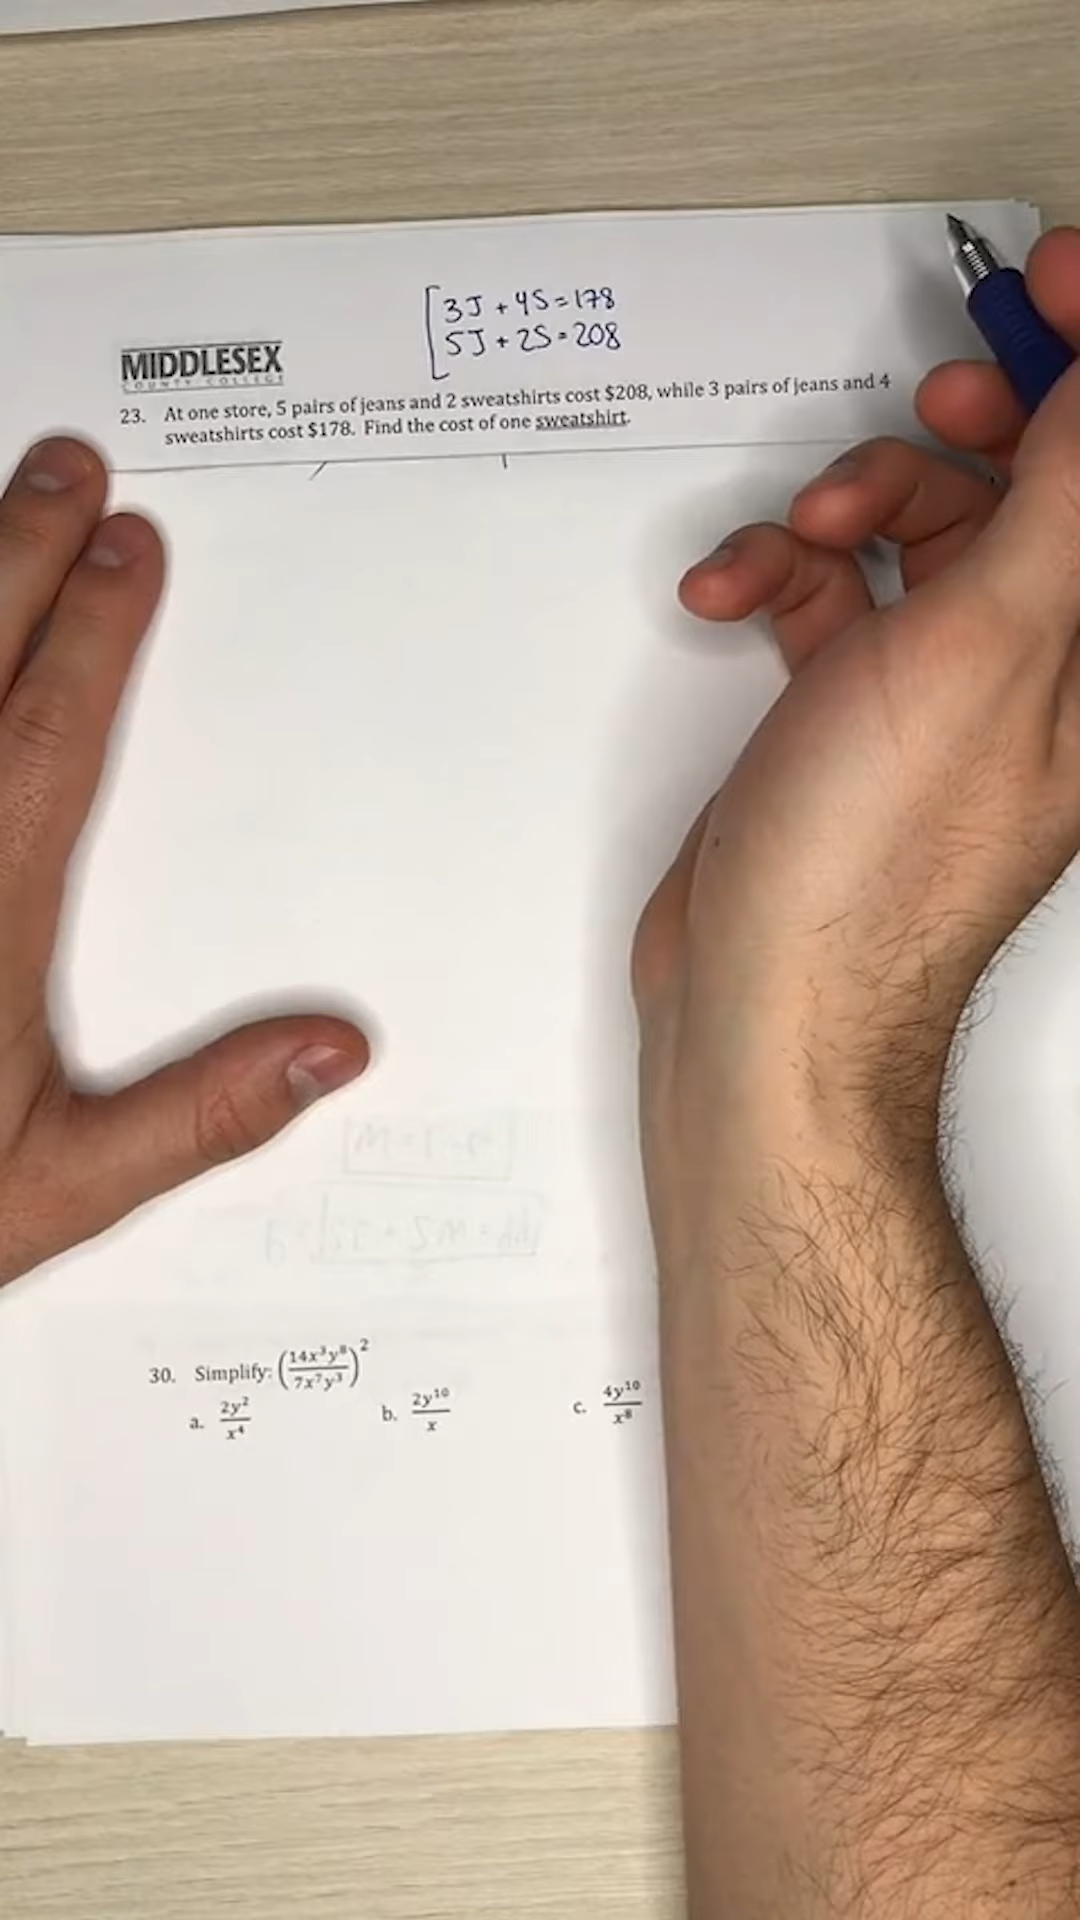 3J + 4S = 178
5J + 2S = 208
MIDDLESEX
COUNTY COLLEGE
23. At one store, 5 pairs of jeans and 2 sweatshirts cost $208, while 3 pairs of jeans and 4
sweatshirts cost $178. Find the cost of one sweatshirt.
30. Simplify: (14x³y⁸/7x⁷y³)²
a. 2y²/x⁴ b. 2y¹⁰/x c. 4y¹⁰/x⁸